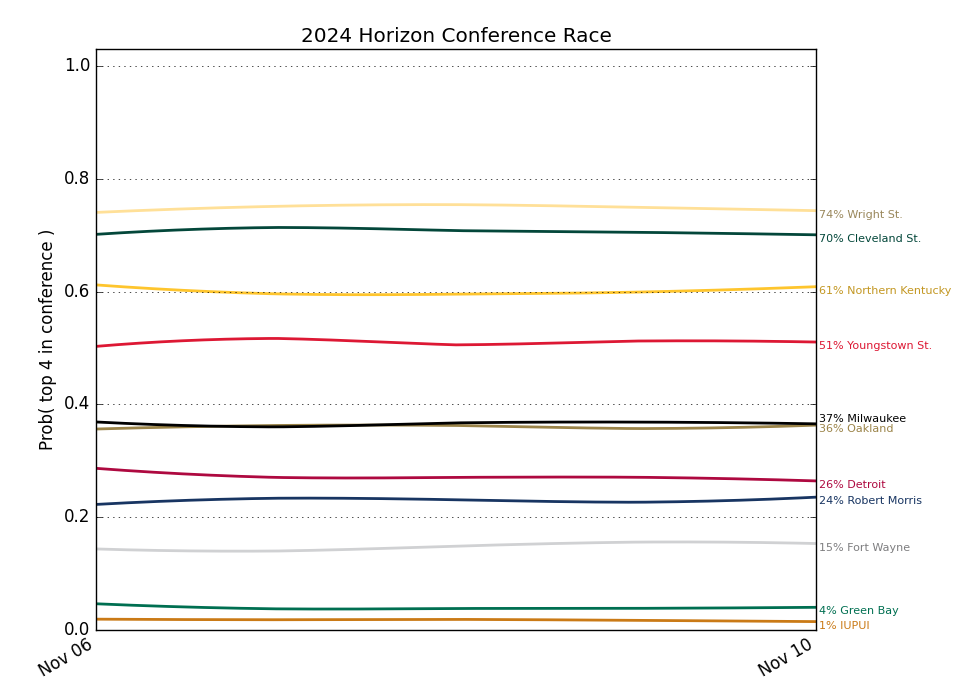 2024 Horizon Conference Race
1.0
0.8
0.6
0.4
0.2
0.0
Prob( top 4 in conference )
74% Wright St.
70% Cleveland St.
61% Northern Kentucky
51% Youngstown St.
37% Milwaukee
36% Oakland
26% Detroit
24% Robert Morris
15% Fort Wayne
4% Green Bay
1% IUPUI
Nov 06
Nov 10